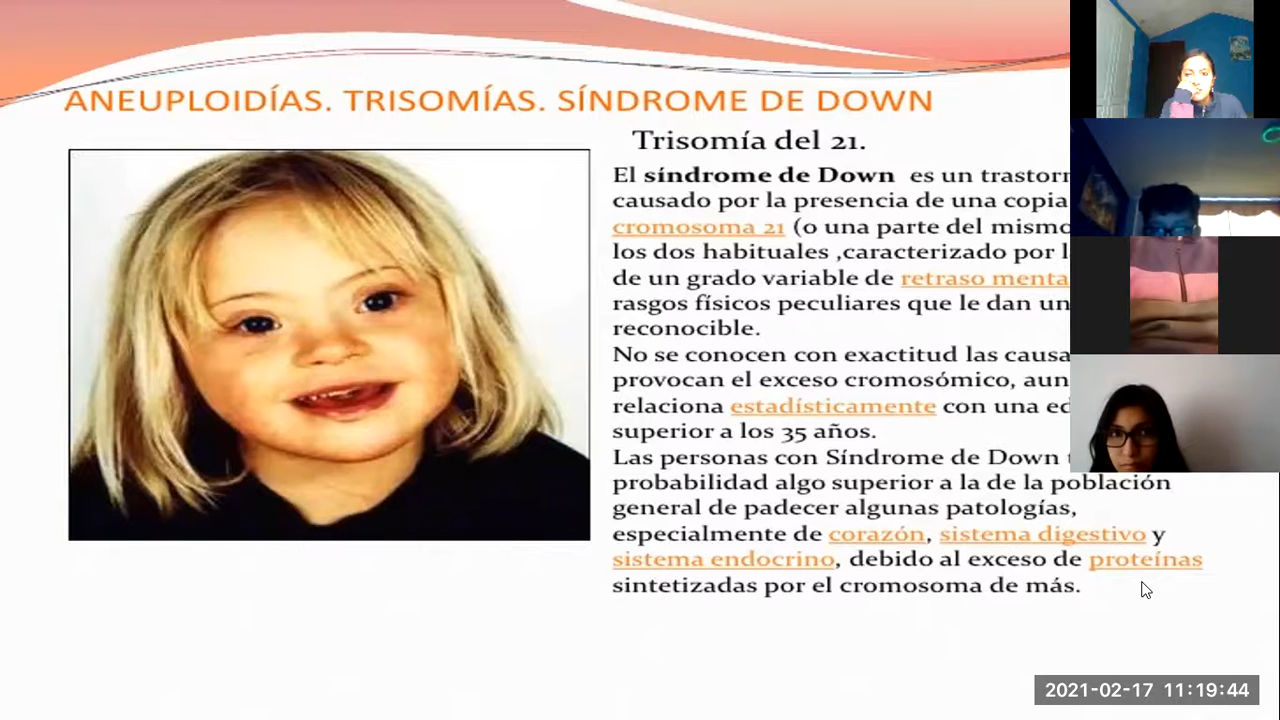 ANEUPLOIDÍAS. TRISOMÍAS. SÍNDROME DE DOWN
Trisomía del 21.
El síndrome de Down es un
causado por la presencia de una copia
cromosoma 21 (o una parte del mismo
los dos habituales ,caracterizado por
de un grado variable de retraso
rasgos físicos peculiares que le dan un
reconocible.
No se conocen con exactitud las
provocan el exceso cromosómico,
relaciona estadísticamente con una
superior a los 35 años.
Las personas con Síndrome de Down
probabilidad algo superior a la de la población
general de padecer algunas patologías,
especialmente de corazón, sistema digestivo y
sistema endocrino, debido al exceso de proteínas
sintetizadas por el cromosoma de más.
2021-02-17 11:19:44